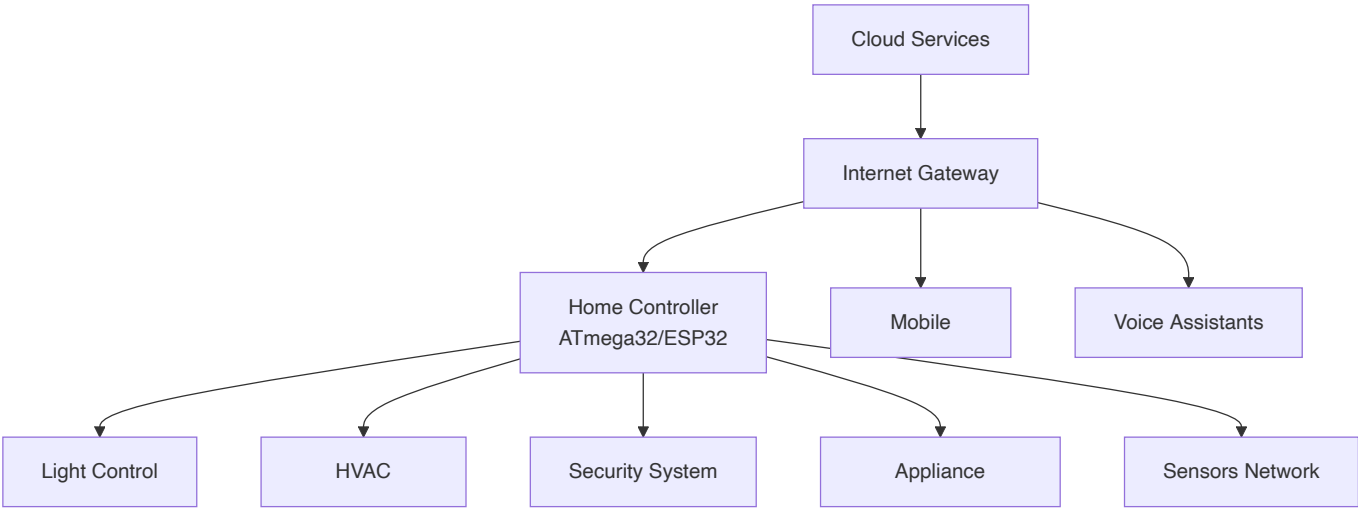 Cloud Services
Internet Gateway
Home Controller
ATmega32/ESP32
Mobile
Voice Assistants
Light Control
HVAC
Security System
Appliance
Sensors Network